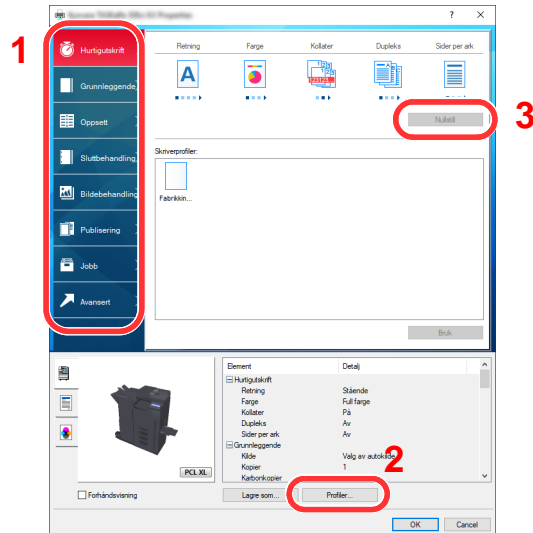 ? ×
1
Hurtigutskrift
Grunnleggende
Oppsett
Sluttbehandling
Bildebehandling
Publisering
Jobb
Avansert
Retning Farge Kollater Dupleks Sider per ark
A
123123
Nullstill
3
Skriverprofiler:
Fabrikkin...
Bruk
Element Detalj
Hurtigutskrift
Retning Stående
Farge Full farge
Kollater På
Dupleks Av
Sider per ark Av
Grunnleggende
Kilde Valg av autokilde
Kopier 1
Karbonkopier
2
PCL XL
Forhåndsvisning
Lagre som... Profiler...
OK Cancel